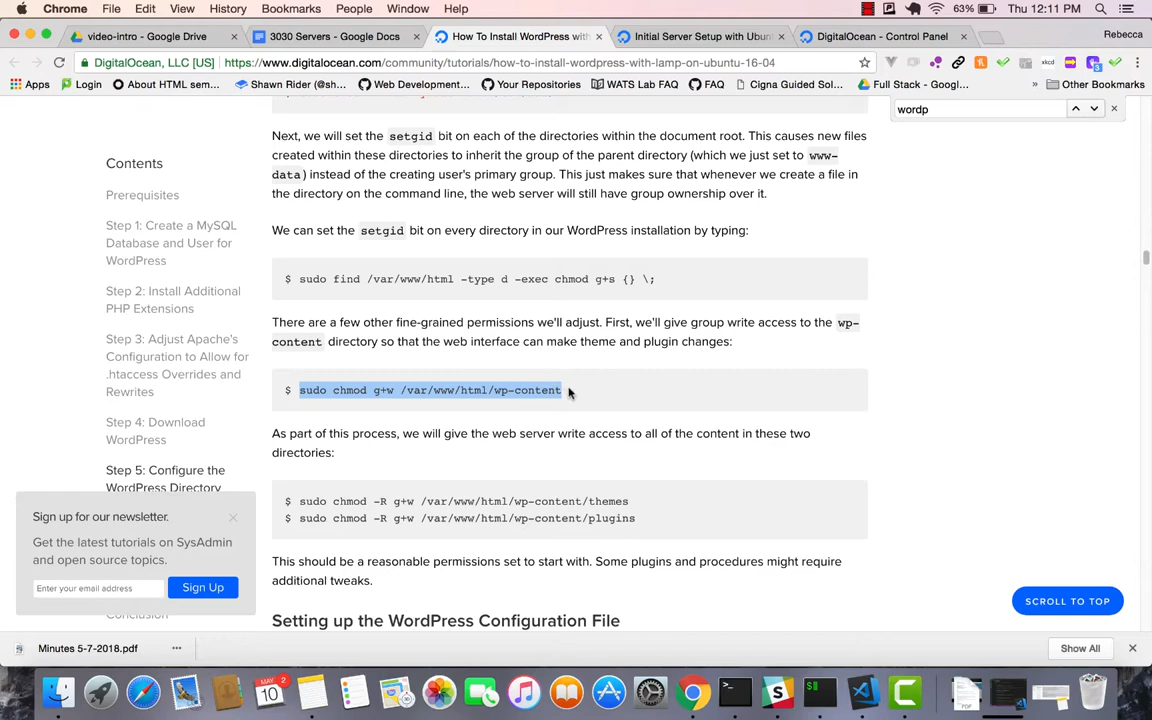 Chrome File Edit View History Bookmarks People Window Help 63% Thu 12:11 PM
video-intro - Google Drive 3030 Servers - Google Docs How To Install WordPress with Initial Server Setup with Ubun DigitalOcean - Control Panel Rebecca
DigitalOcean, LLC [US] https://www.digitalocean.com/community/tutorials/how-to-install-wordpress-with-lamp-on-ubuntu-16-04
Apps Login About HTML sem... Shawn Rider (@sh... Web Development... Your Repositories WATS Lab FAQ FAQ Cigna Guided Sol... Full Stack - Googl... » Other Bookmarks
wordp
Next, we will set the setgid bit on each of the directories within the document root. This causes new files
created within these directories to inherit the group of the parent directory (which we just set to www-
data) instead of the creating user's primary group. This just makes sure that whenever we create a file in
the directory on the command line, the web server will still have group ownership over it.
We can set the setgid bit on every directory in our WordPress installation by typing:
$ sudo find /var/www/html -type d -exec chmod g+s {} \;
There are a few other fine-grained permissions we'll adjust. First, we'll give group write access to the wp-
content directory so that the web interface can make theme and plugin changes:
$ sudo chmod g+w /var/www/html/wp-content
As part of this process, we will give the web server write access to all of the content in these two
directories:
$ sudo chmod -R g+w /var/www/html/wp-content/themes
$ sudo chmod -R g+w /var/www/html/wp-content/plugins
This should be a reasonable permissions set to start with. Some plugins and procedures might require
additional tweaks.
Setting up the WordPress Configuration File
Contents
Prerequisites
Step 1: Create a MySQL
Database and User for
WordPress
Step 2: Install Additional
PHP Extensions
Step 3: Adjust Apache's
Configuration to Allow for
.htaccess Overrides and
Rewrites
Step 4: Download
WordPress
Step 5: Configure the
WordPress Directory
Sign up for our newsletter.
Get the latest tutorials on SysAdmin
and open source topics.
Enter your email address Sign Up
Conclusion
SCROLL TO TOP
Minutes 5-7-2018.pdf Show All